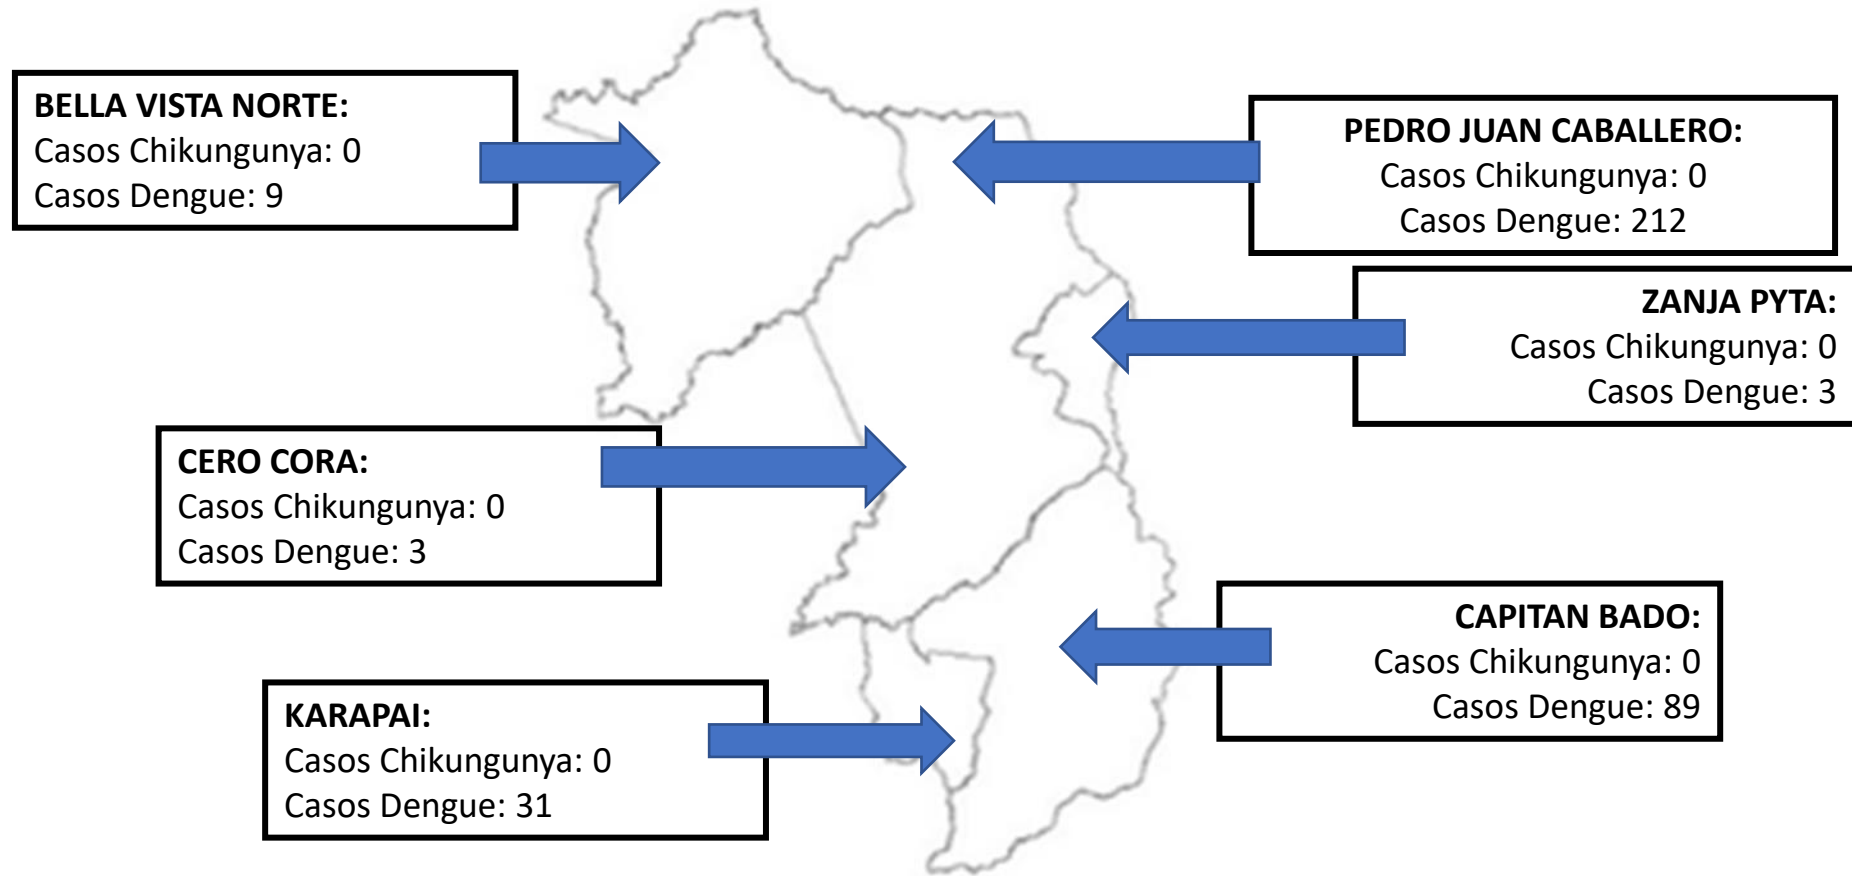 BELLA VISTA NORTE:
Casos Chikungunya: 0
Casos Dengue: 9
PEDRO JUAN CABALLERO:
Casos Chikungunya: 0
Casos Dengue: 212
ZANJA PYTA:
Casos Chikungunya: 0
Casos Dengue: 3
CERO CORA:
Casos Chikungunya: 0
Casos Dengue: 3
CAPITAN BADO:
Casos Chikungunya: 0
Casos Dengue: 89
KARAPAI:
Casos Chikungunya: 0
Casos Dengue: 31